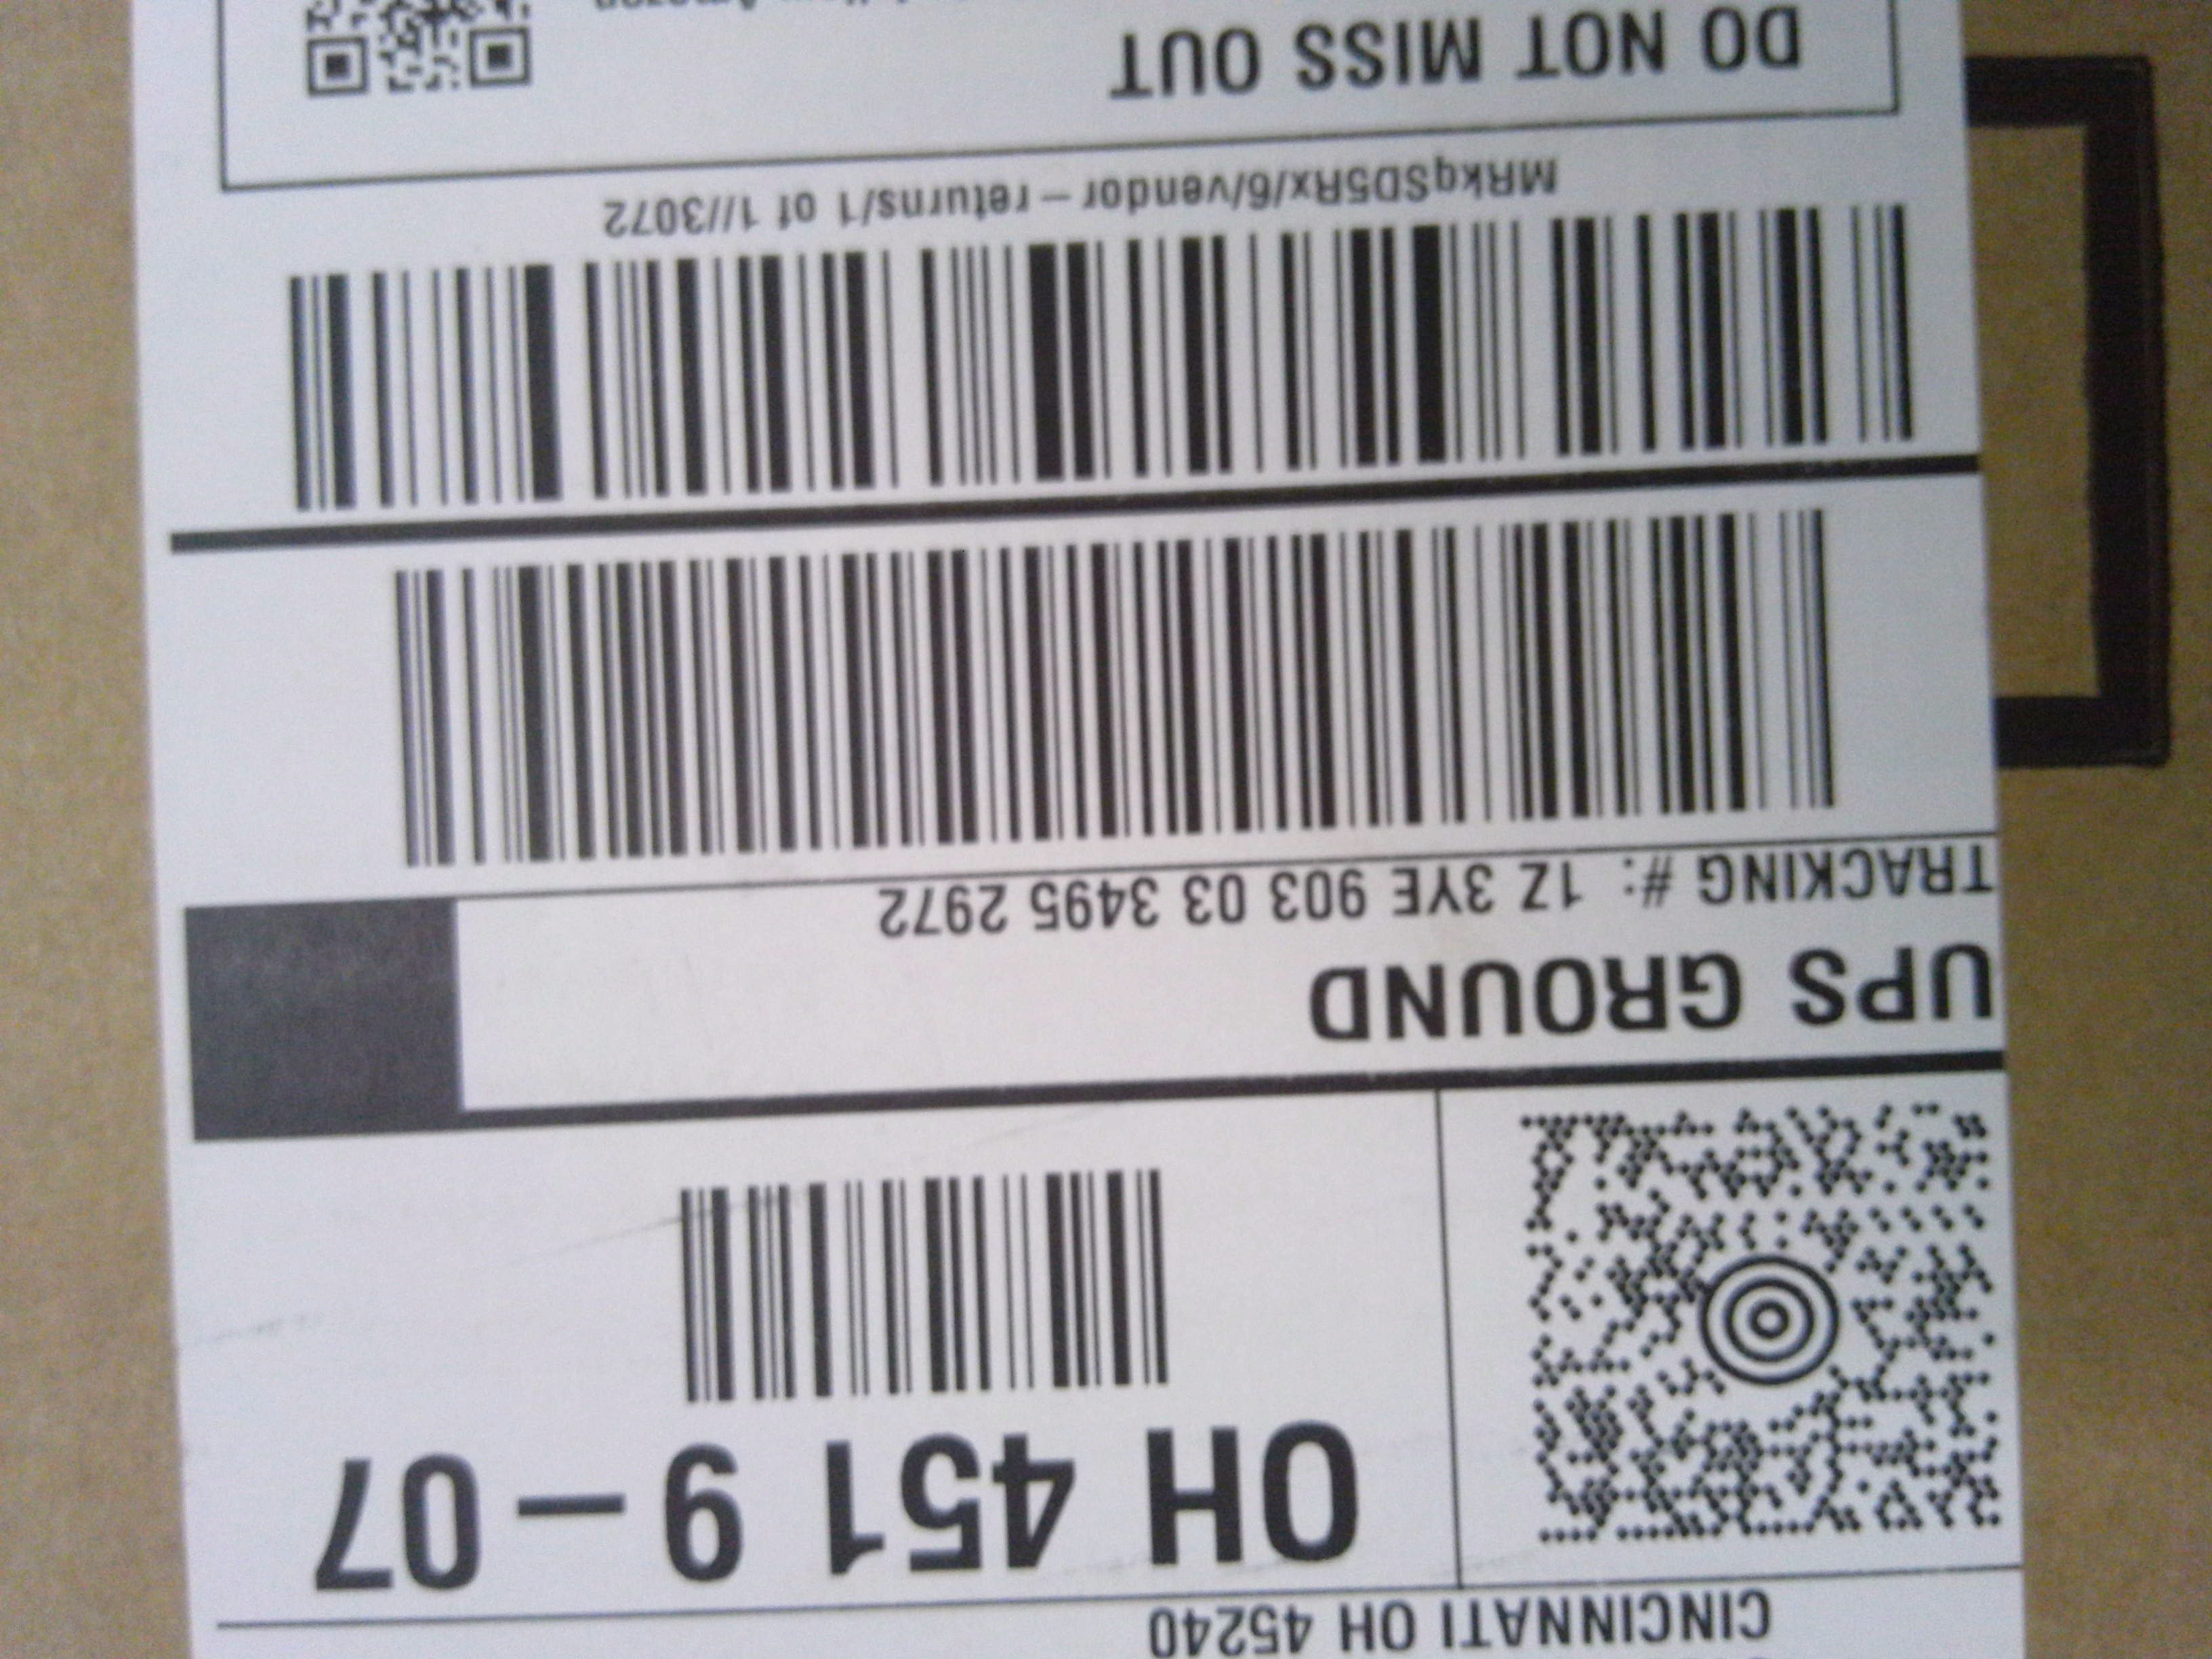 CINCINNATI OH 45240
OH 451 9 – 07
UPS GROUND
TRACKING #: 1Z 3YE 903 03 3495 2972
MRkqSD5Rx/6/vendor – returns/1 of 1//3072
DO NOT MISS OUT